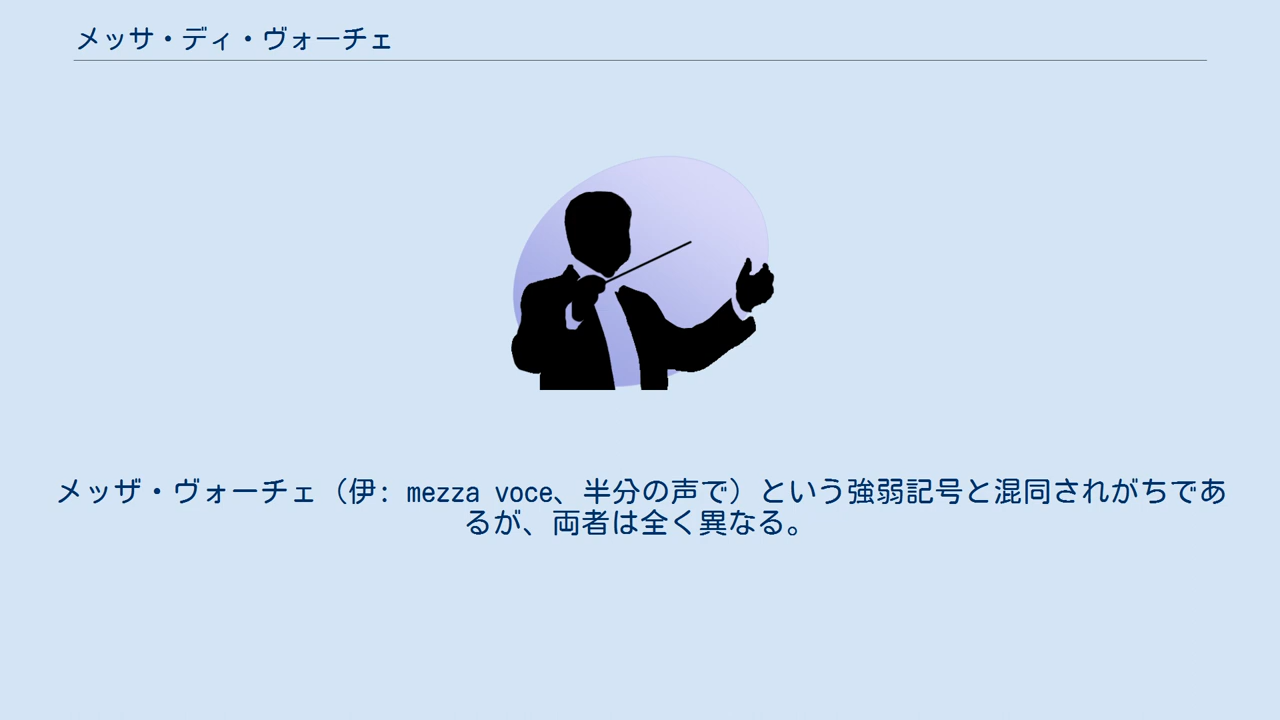 メッサ・ディ・ヴォーチェ
メッザ・ヴォーチェ（伊: mezza voce、半分の声で）という強弱記号と混同されがちであ
るが、両者は全く異なる。